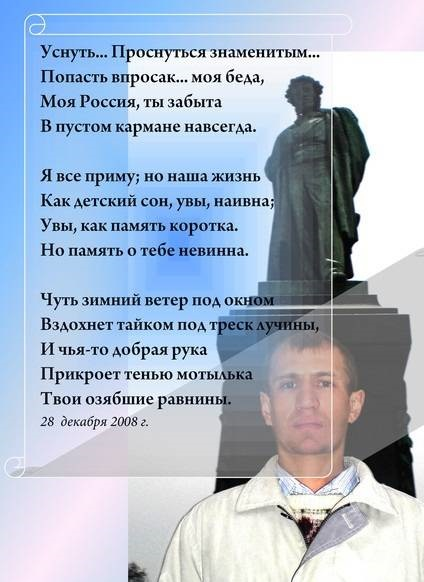 Уснуть... Проснуться знаменитым...
Попасть впросак... моя беда,
Моя Россия, ты забыта
В пустом кармане навсегда.
Я все приму; но наша жизнь
Как детский сон, увы, наивна;
Увы, как память коротка.
Но память о тебе невинна.
Чуть зимний ветер под окном
Вздохнет тайком под треск лучины,
И чья-то добрая рука
Прикроет тенью мотылька
Твои озябшие равнины.
28 декабря 2008 г.